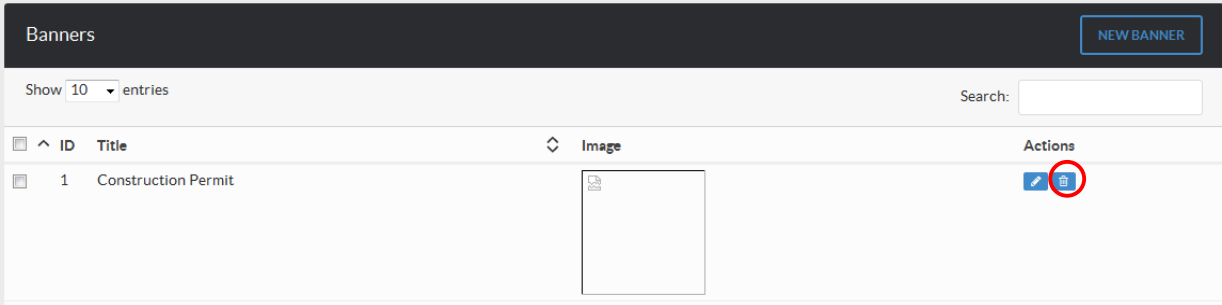 Banners
NEW BANNER
Show 10 entries
Search:
ID Title Image Actions
1 Construction Permit